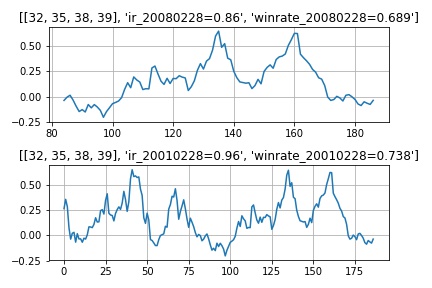 [[32, 35, 38, 39], 'ir_20080228=0.86', 'winrate_20080228=0.689']
0.50
0.25
0.00
-0.25
80 100 120 140 160 180
[[32, 35, 38, 39], 'ir_20010228=0.96', 'winrate_20010228=0.738']
0.50
0.25
0.00
-0.25
0 25 50 75 100 125 150 175